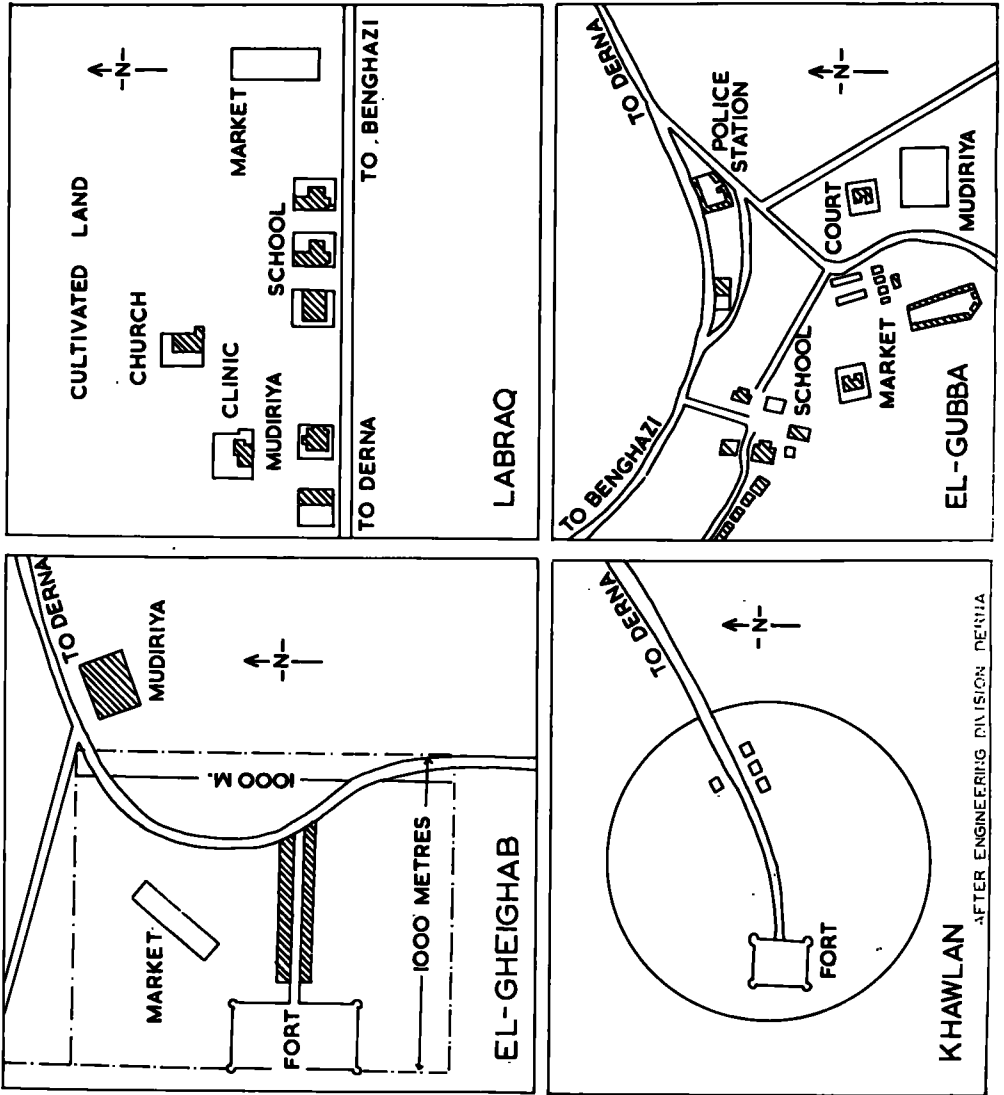 TO DERNA
MUDIRIYA
-N-
1000 M.
MARKET
1000 METRES
FORT
EL-GHEIGHAB
CULTIVATED LAND
-N-
CHURCH
MARKET
CLINIC
SCHOOL
MUDIRIYA
TO DERNA
TO BENGHAZI
LABRAQ
TO DERNA
-N-
FORT
KHAWLAN
TO BENGHAZI
TO DERNA
POLICE
STATION
-N-
SCHOOL
COURT
MARKET
MUDIRIYA
EL-GUBBA
AFTER ENGINEERING DIVISION DERNA